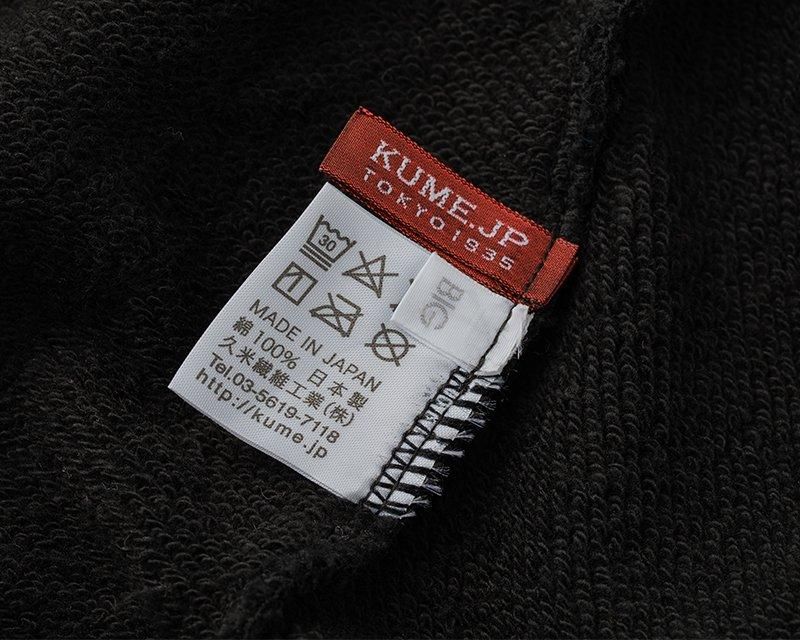 KUME.JP
TOKYO 1935
30
BIG
MADE IN JAPAN
綿100% 日本製
久米繊維工業(株)
Tel.03-5619-7118
http://kume.jp